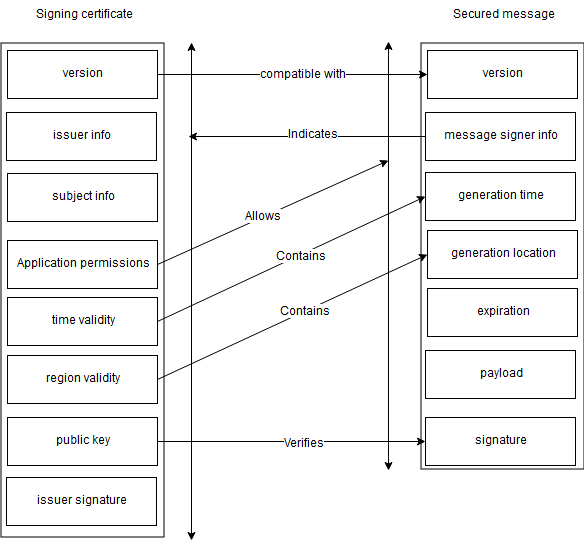 Signing certificate
Secured message
version
compatible with
version
issuer info
Indicates
message signer info
subject info
generation time
Allows
Application permissions
Contains
generation location
time validity
Contains
expiration
region validity
payload
public key
Verifies
signature
issuer signature